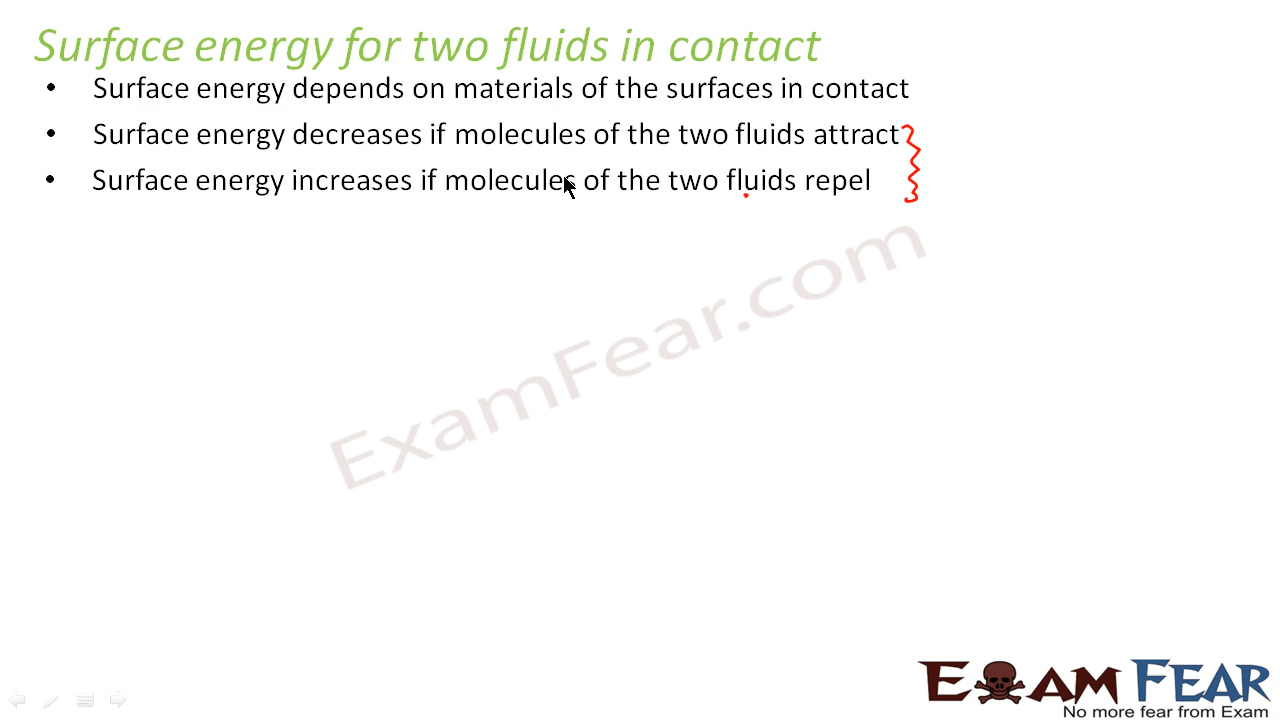 Surface energy for two fluids in contact
• Surface energy depends on materials of the surfaces in contact
• Surface energy decreases if molecules of the two fluids attract
• Surface energy increases if molecules of the two fluids repel
ExamFear.com
EXAM FEAR
No more fear from Exam